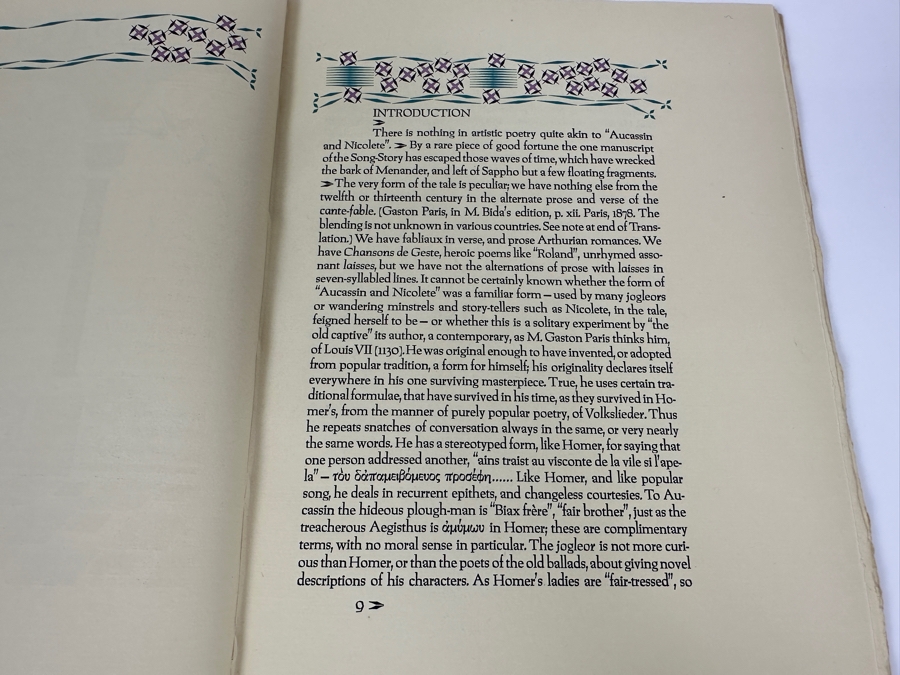 INTRODUCTION
There is nothing in artistic poetry quite akin to “Aucassin
and Nicolete”. ➢ By a rare piece of good fortune the one manuscript
of the Song-Story has escaped those waves of time, which have wrecked
the bark of Menander, and left of Sappho but a few floating fragments.
➢ The very form of the tale is peculiar; we have nothing else from the
twelfth or thirteenth century in the alternate prose and verse of the
cante-fable. (Gaston Paris, in M. Bida's edition, p. xii. Paris, 1878. The
blending is not unknown in various countries. See note at end of Trans-
lation.) We have fabliaux in verse, and prose Arthurian romances. We
have Chansons de Geste, heroic poems like “Roland”, unrhymed asso-
nant laisses, but we have not the alternations of prose with laisses in
seven-syllabled lines. It cannot be certainly known whether the form of
“Aucassin and Nicolete” was a familiar form — used by many jogleors
or wandering minstrels and story-tellers such as Nicolete, in the tale,
feigned herself to be — or whether this is a solitary experiment by “the
old captive” its author, a contemporary, as M. Gaston Paris thinks him,
of Louis VII (1130). He was original enough to have invented, or adopted
from popular tradition, a form for himself; his originality declares itself
everywhere in his one surviving masterpiece. True, he uses certain tra-
ditional formulae, that have survived in his time, as they survived in Ho-
mer's, from the manner of purely popular poetry, of Volkslieder. Thus
he repeats snatches of conversation always in the same, or very nearly
the same words. He has a stereotyped form, like Homer, for saying that
one person addressed another, “ains traist au visconte de la vile si l'ape-
la” — τὸυ δἀπαμειβόμευος προσέφη...... Like Homer, and like popular
song, he deals in recurrent epithets, and changeless courtesies. To Au-
cassin the hideous plough-man is “Biax frère”, “fair brother”, just as the
treacherous Aegisthus is ἀμύμωυ in Homer; these are complimentary
terms, with no moral sense in particular. The jogleor is not more curi-
ous than Homer, or than the poets of the old ballads, about giving novel
descriptions of his characters. As Homer's ladies are “fair-tressed”, so
9 ➢